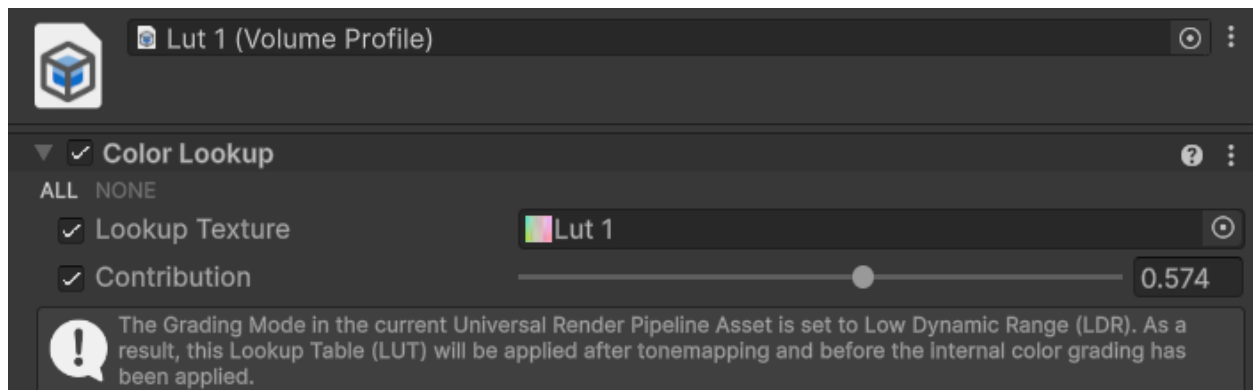 Lut 1 (Volume Profile)
Color Lookup
ALL NONE
Lookup Texture Lut 1
Contribution 0.574
The Grading Mode in the current Universal Render Pipeline Asset is set to Low Dynamic Range (LDR). As a
result, this Lookup Table (LUT) will be applied after tonemapping and before the internal color grading has
been applied.